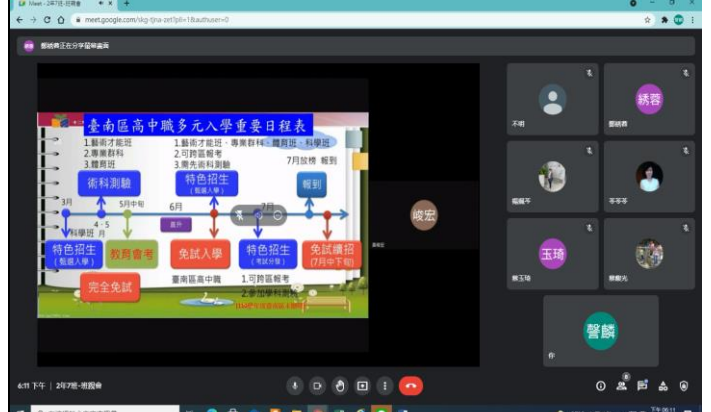 Meet - 2年7班-班親會
meet.google.com/skg-tjna-zet?pli=1&authuser=0
正在分享螢幕畫面
臺南區高中職多元入學重要日程表
1.藝術才能班
2.專業群科
3.體育班
1.藝術才能班、專業群科、體育班、科學班
2.可跨區報考
3.需先術科測驗
7月放榜 報到
術科測驗
特色招生
(甄選入學)
報到
3月
5月中旬
6月
7月
4-5
月
科學班
直升
特色招生
(甄選入學)
教育會考
免試入學
特色招生
(考試分發)
免試續招
(7月中下旬)
完全免試
臺南區高中職
1.可跨區報考
2.參加學科測驗
峻宏
不明
綉蓉
玉琦
馨麟
你
6:11 下午 | 2年7班-班親會
8
下午 06:11